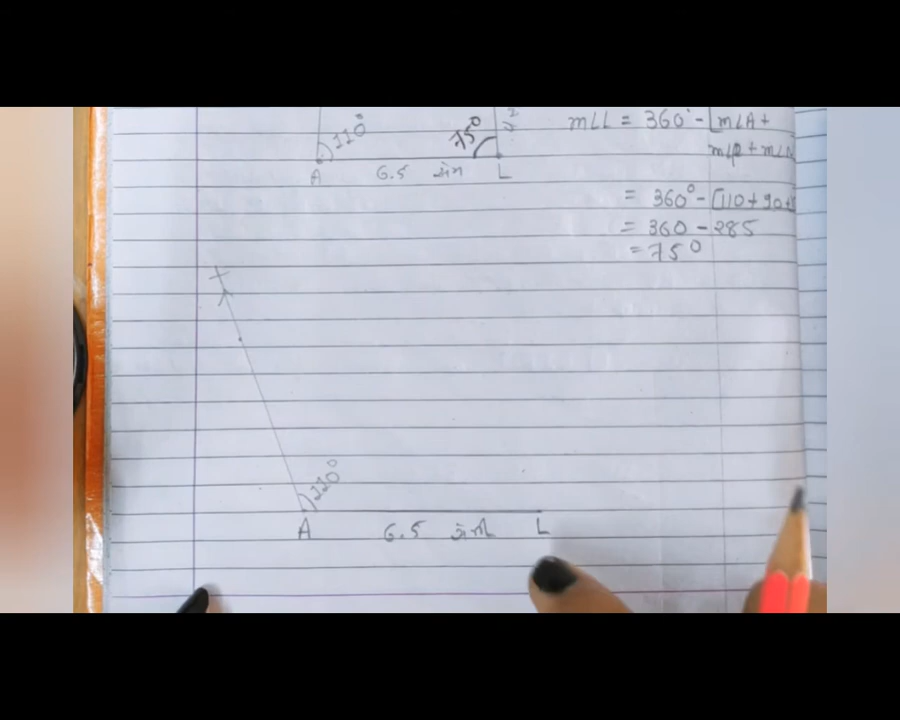 110°
75°
A 6.5 સેમી L
m∠L = 360° - [m∠A +
m∠P + m∠N
= 360° - [110 + 90 +
= 360 - 285
= 75°
110°
A 6.5 સેમી L